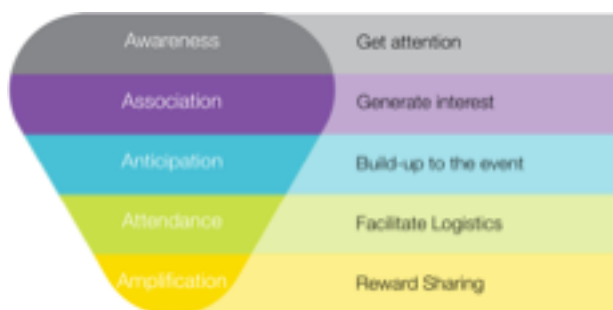 Awareness Get attention
Association Generate interest
Anticipation Build-up to the event
Attendance Facilitate Logistics
Amplification Reward Sharing